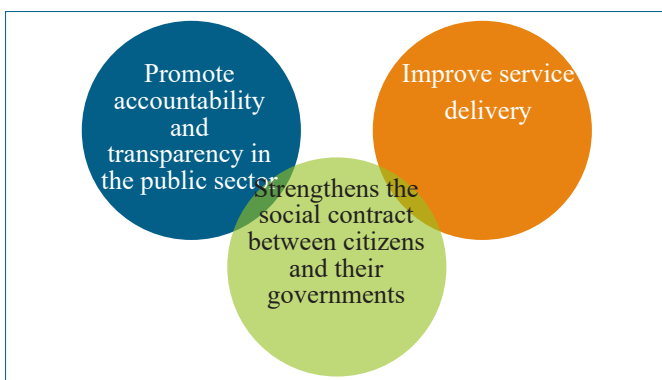 Promote
accountability
and
transparency in
the public sector
Improve service
delivery
Strengthens the
social contract
between citizens
and their
governments